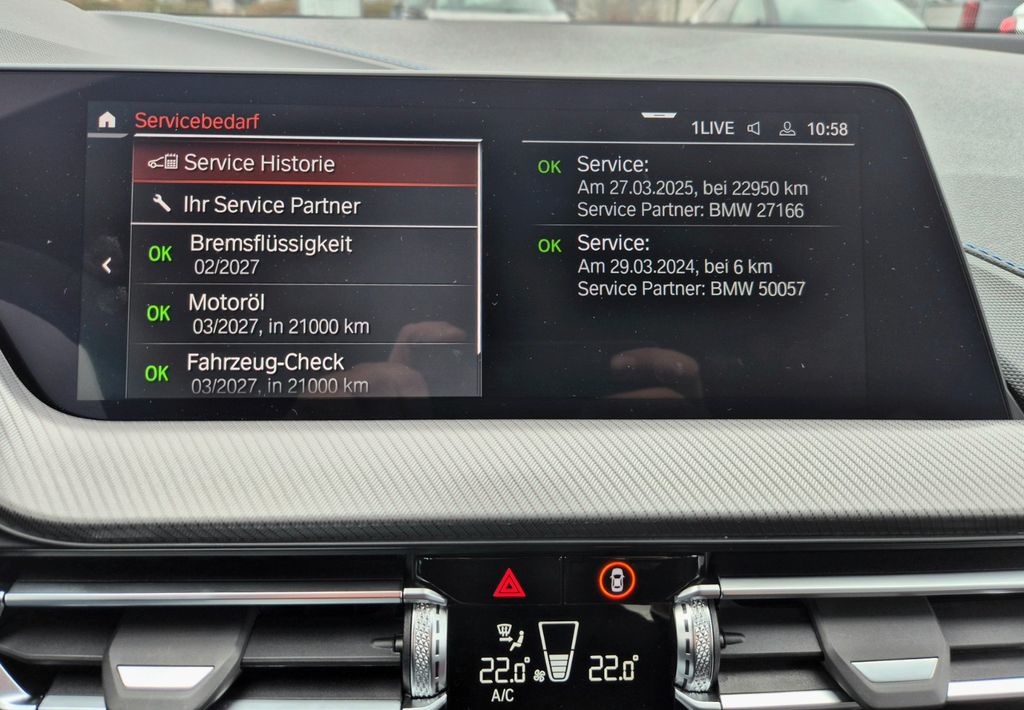 Servicebedarf
1LIVE 10:58
Service Historie
Ihr Service Partner
OK Bremsflüssigkeit
02/2027
OK Motoröl
03/2027, in 21000 km
OK Fahrzeug-Check
03/2027, in 21000 km
OK Service:
Am 27.03.2025, bei 22950 km
Service Partner: BMW 27166
OK Service:
Am 29.03.2024, bei 6 km
Service Partner: BMW 50057
22.0° 22.0°
A/C